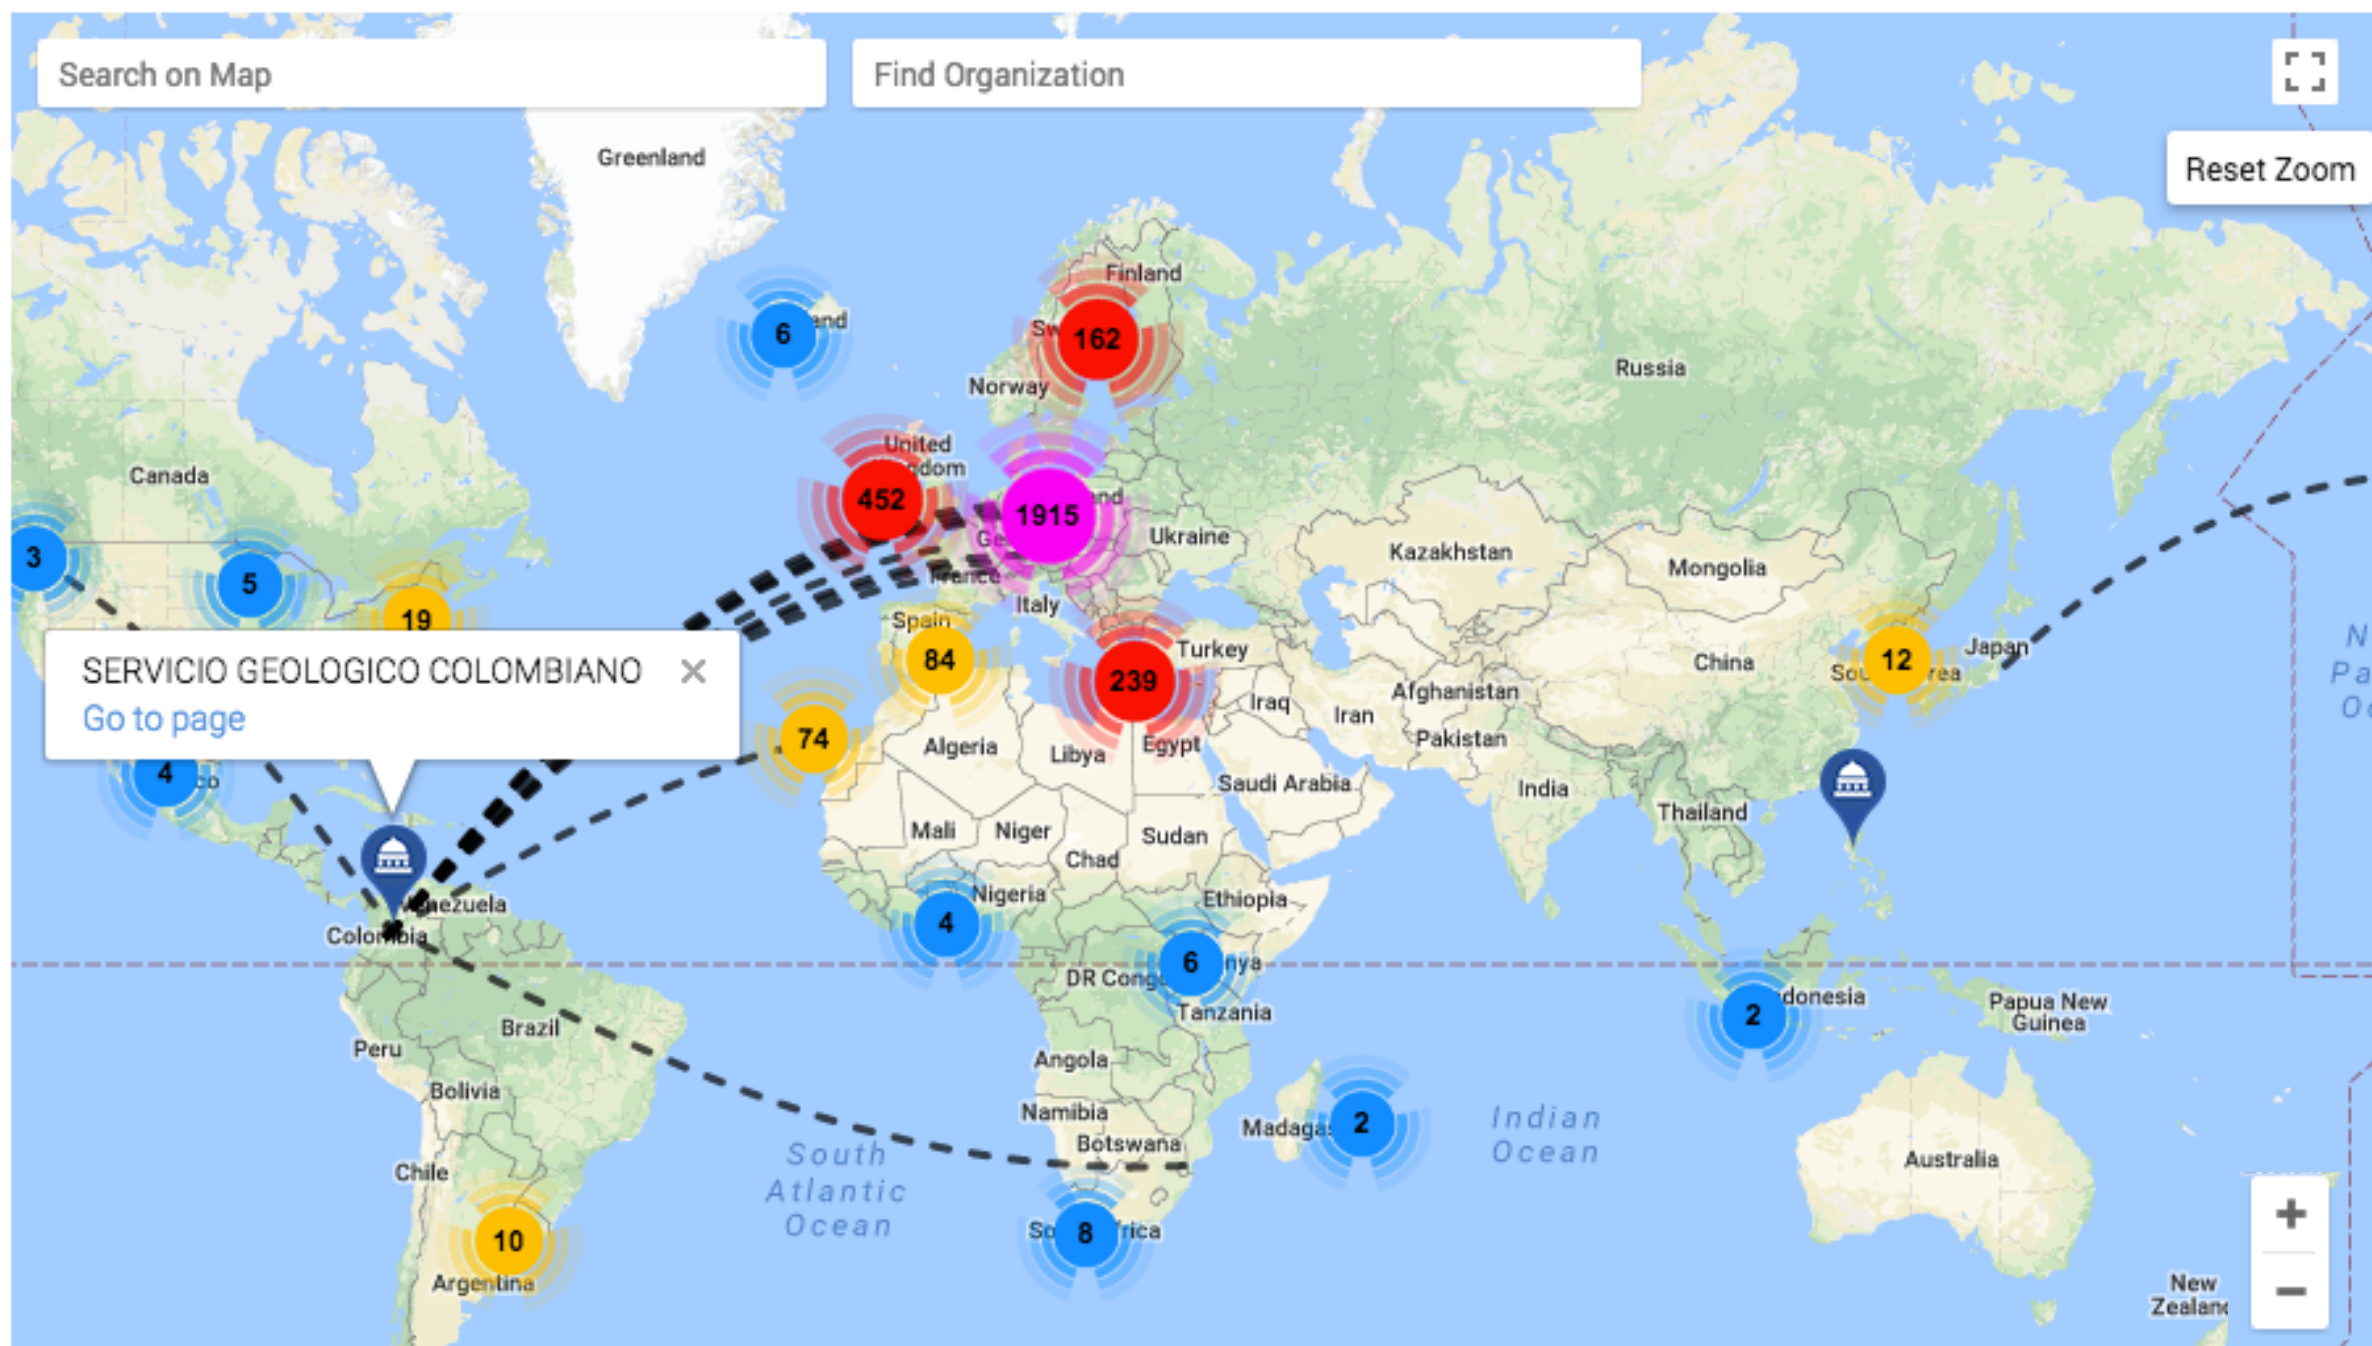 Search on Map
Find Organization
Reset Zoom
Greenland
Finland
6
162
Norway
Russia
United
452
1915
Canada
Ukraine
Kazakhstan
Mongolia
3
5
19
France
Italy
Spain
84
239
Turkey
China
12
Japan
SERVICIO GEOLOGICO COLOMBIANO
Go to page
74
Algeria
Libya
Egypt
Iraq
Iran
Afghanistan
Pakistan
Saudi Arabia
India
Thailand
4
Mali
Niger
Chad
Sudan
Nigeria
Ethiopia
4
6
Colombia
DR Congo
Tanzania
2
Papua New
Guinea
Brazil
Peru
Bolivia
Angola
Namibia
Botswana
2
Indian
Ocean
South
Atlantic
Ocean
Chile
Australia
10
Argentina
8
New
Zealand
+
−